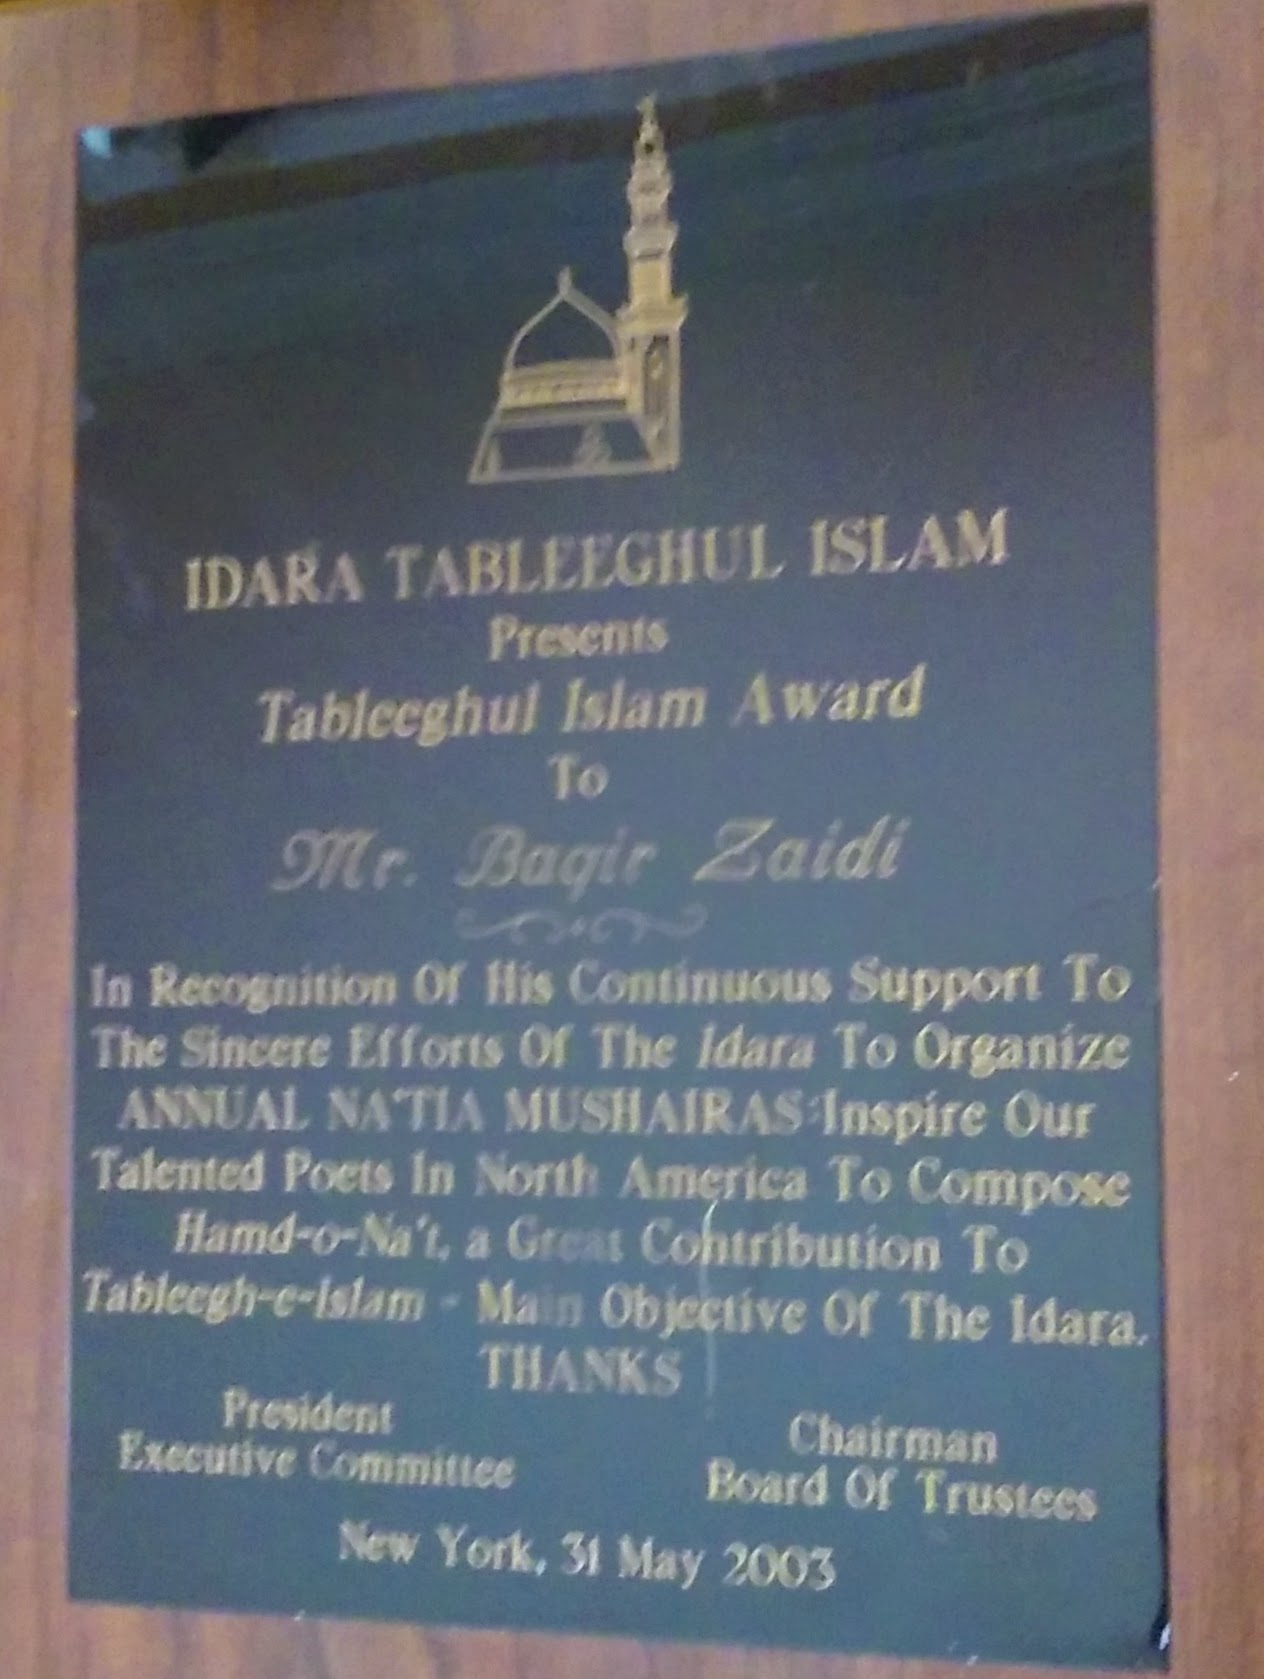 IDARA TABLEEGHUL ISLAM
Presents
Tableeghul Islam Award
To
Mr. Baqir Zaidi
In Recognition Of His Continuous Support To
The Sincere Efforts Of The Idara To Organize
ANNUAL NA'TIA MUSHAIRAS Inspire Our
Talented Poets In North America To Compose
Hamd-o-Na't, a Great Contribution To
Tableegh-e-Islam - Main Objective Of The Idara.
THANKS
President
Executive Committee
Chairman
Board Of Trustees
New York, 31 May 2003